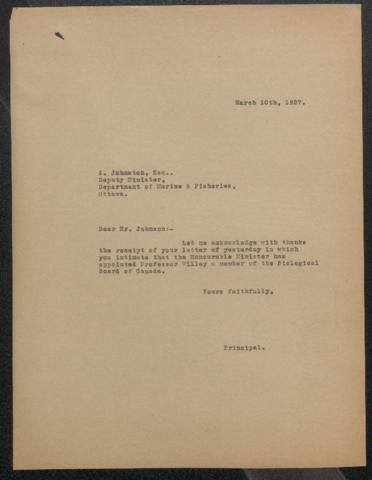 March 10th, 1927.
A. Johnston, Esq.,
Deputy Minister,
Department of Marine & Fisheries,
Ottawa.
Dear Mr. Johnson:-
Let me acknowledge with thanks
the receipt of your letter of yesterday in which
you intimate that the Honourable Minister has
appointed Professor Willey a member of the Biological
Board of Canada.
Yours faithfully,
Principal.